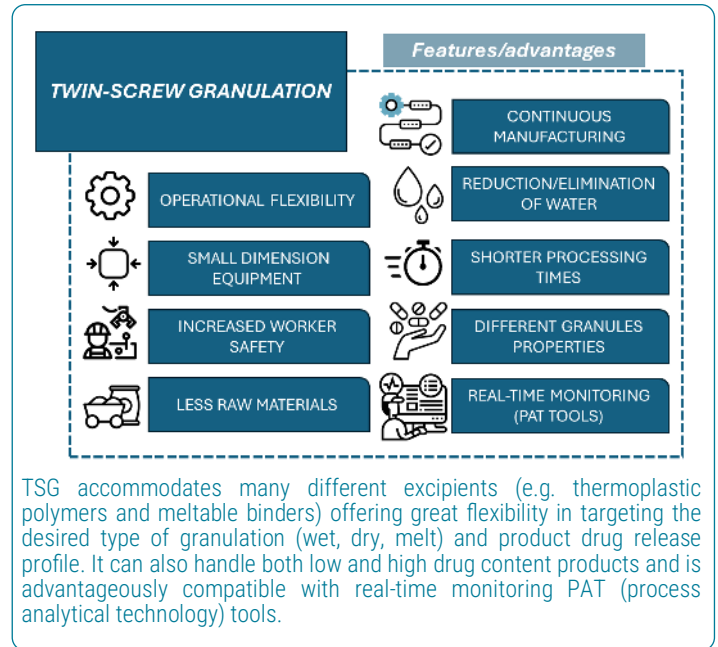 Features/advantages
TWIN-SCREW GRANULATION
CONTINUOUS
MANUFACTURING
OPERATIONAL FLEXIBILITY
REDUCTION/ELIMINATION
OF WATER
SMALL DIMENSION
EQUIPMENT
SHORTER PROCESSING
TIMES
INCREASED WORKER
SAFETY
DIFFERENT GRANULES
PROPERTIES
LESS RAW MATERIALS
REAL-TIME MONITORING
(PAT TOOLS)
TSG accommodates many different excipients (e.g. thermoplastic
polymers and meltable binders) offering great flexibility in targeting the
desired type of granulation (wet, dry, melt) and product drug release
profile. It can also handle both low and high drug content products and is
advantageously compatible with real-time monitoring PAT (process
analytical technology) tools.